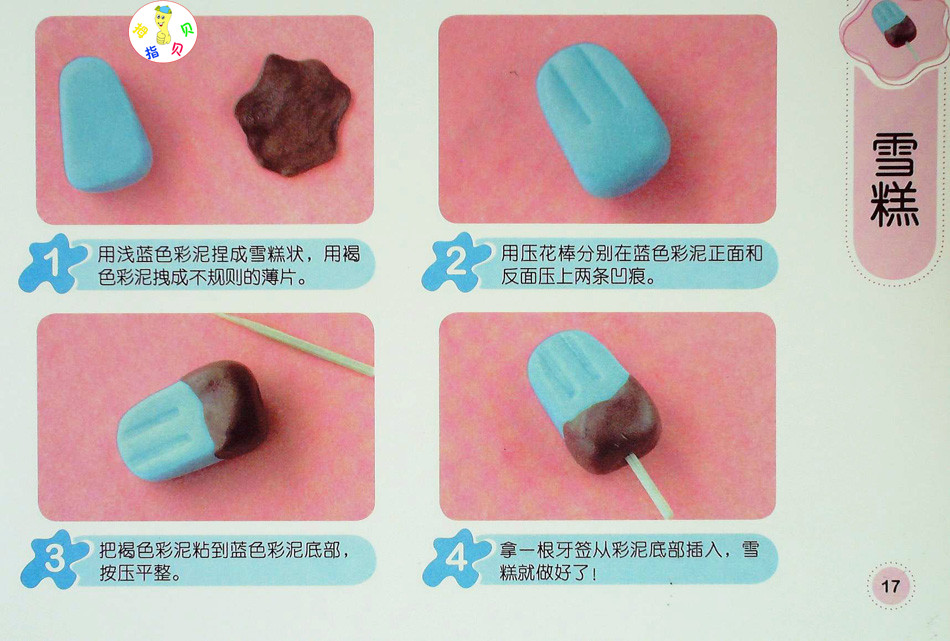 拇指贝贝
雪糕
1
用浅蓝色彩泥捏成雪糕状，用褐
色彩泥拽成不规则的薄片。
2
用压花棒分别在蓝色彩泥正面和
反面压上两条凹痕。
3
把褐色彩泥粘到蓝色彩泥底部，
按压平整。
4
拿一根牙签从彩泥底部插入，雪
糕就做好了！
17